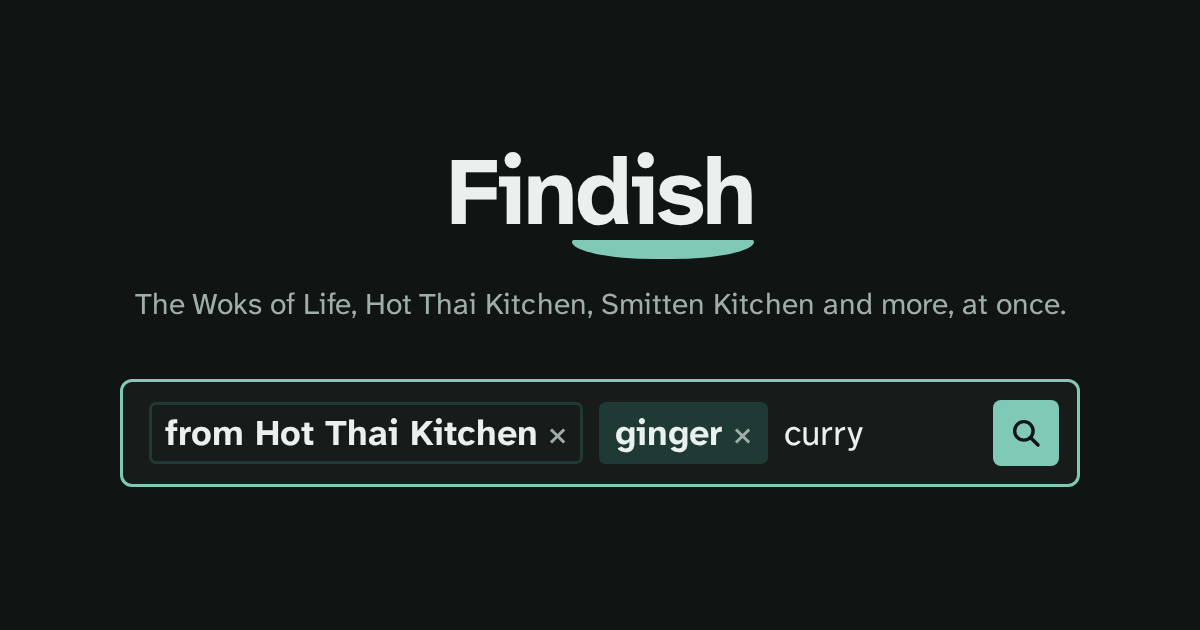 Findish
The Woks of Life, Hot Thai Kitchen, Smitten Kitchen and more, at once.
from Hot Thai Kitchen × ginger × curry